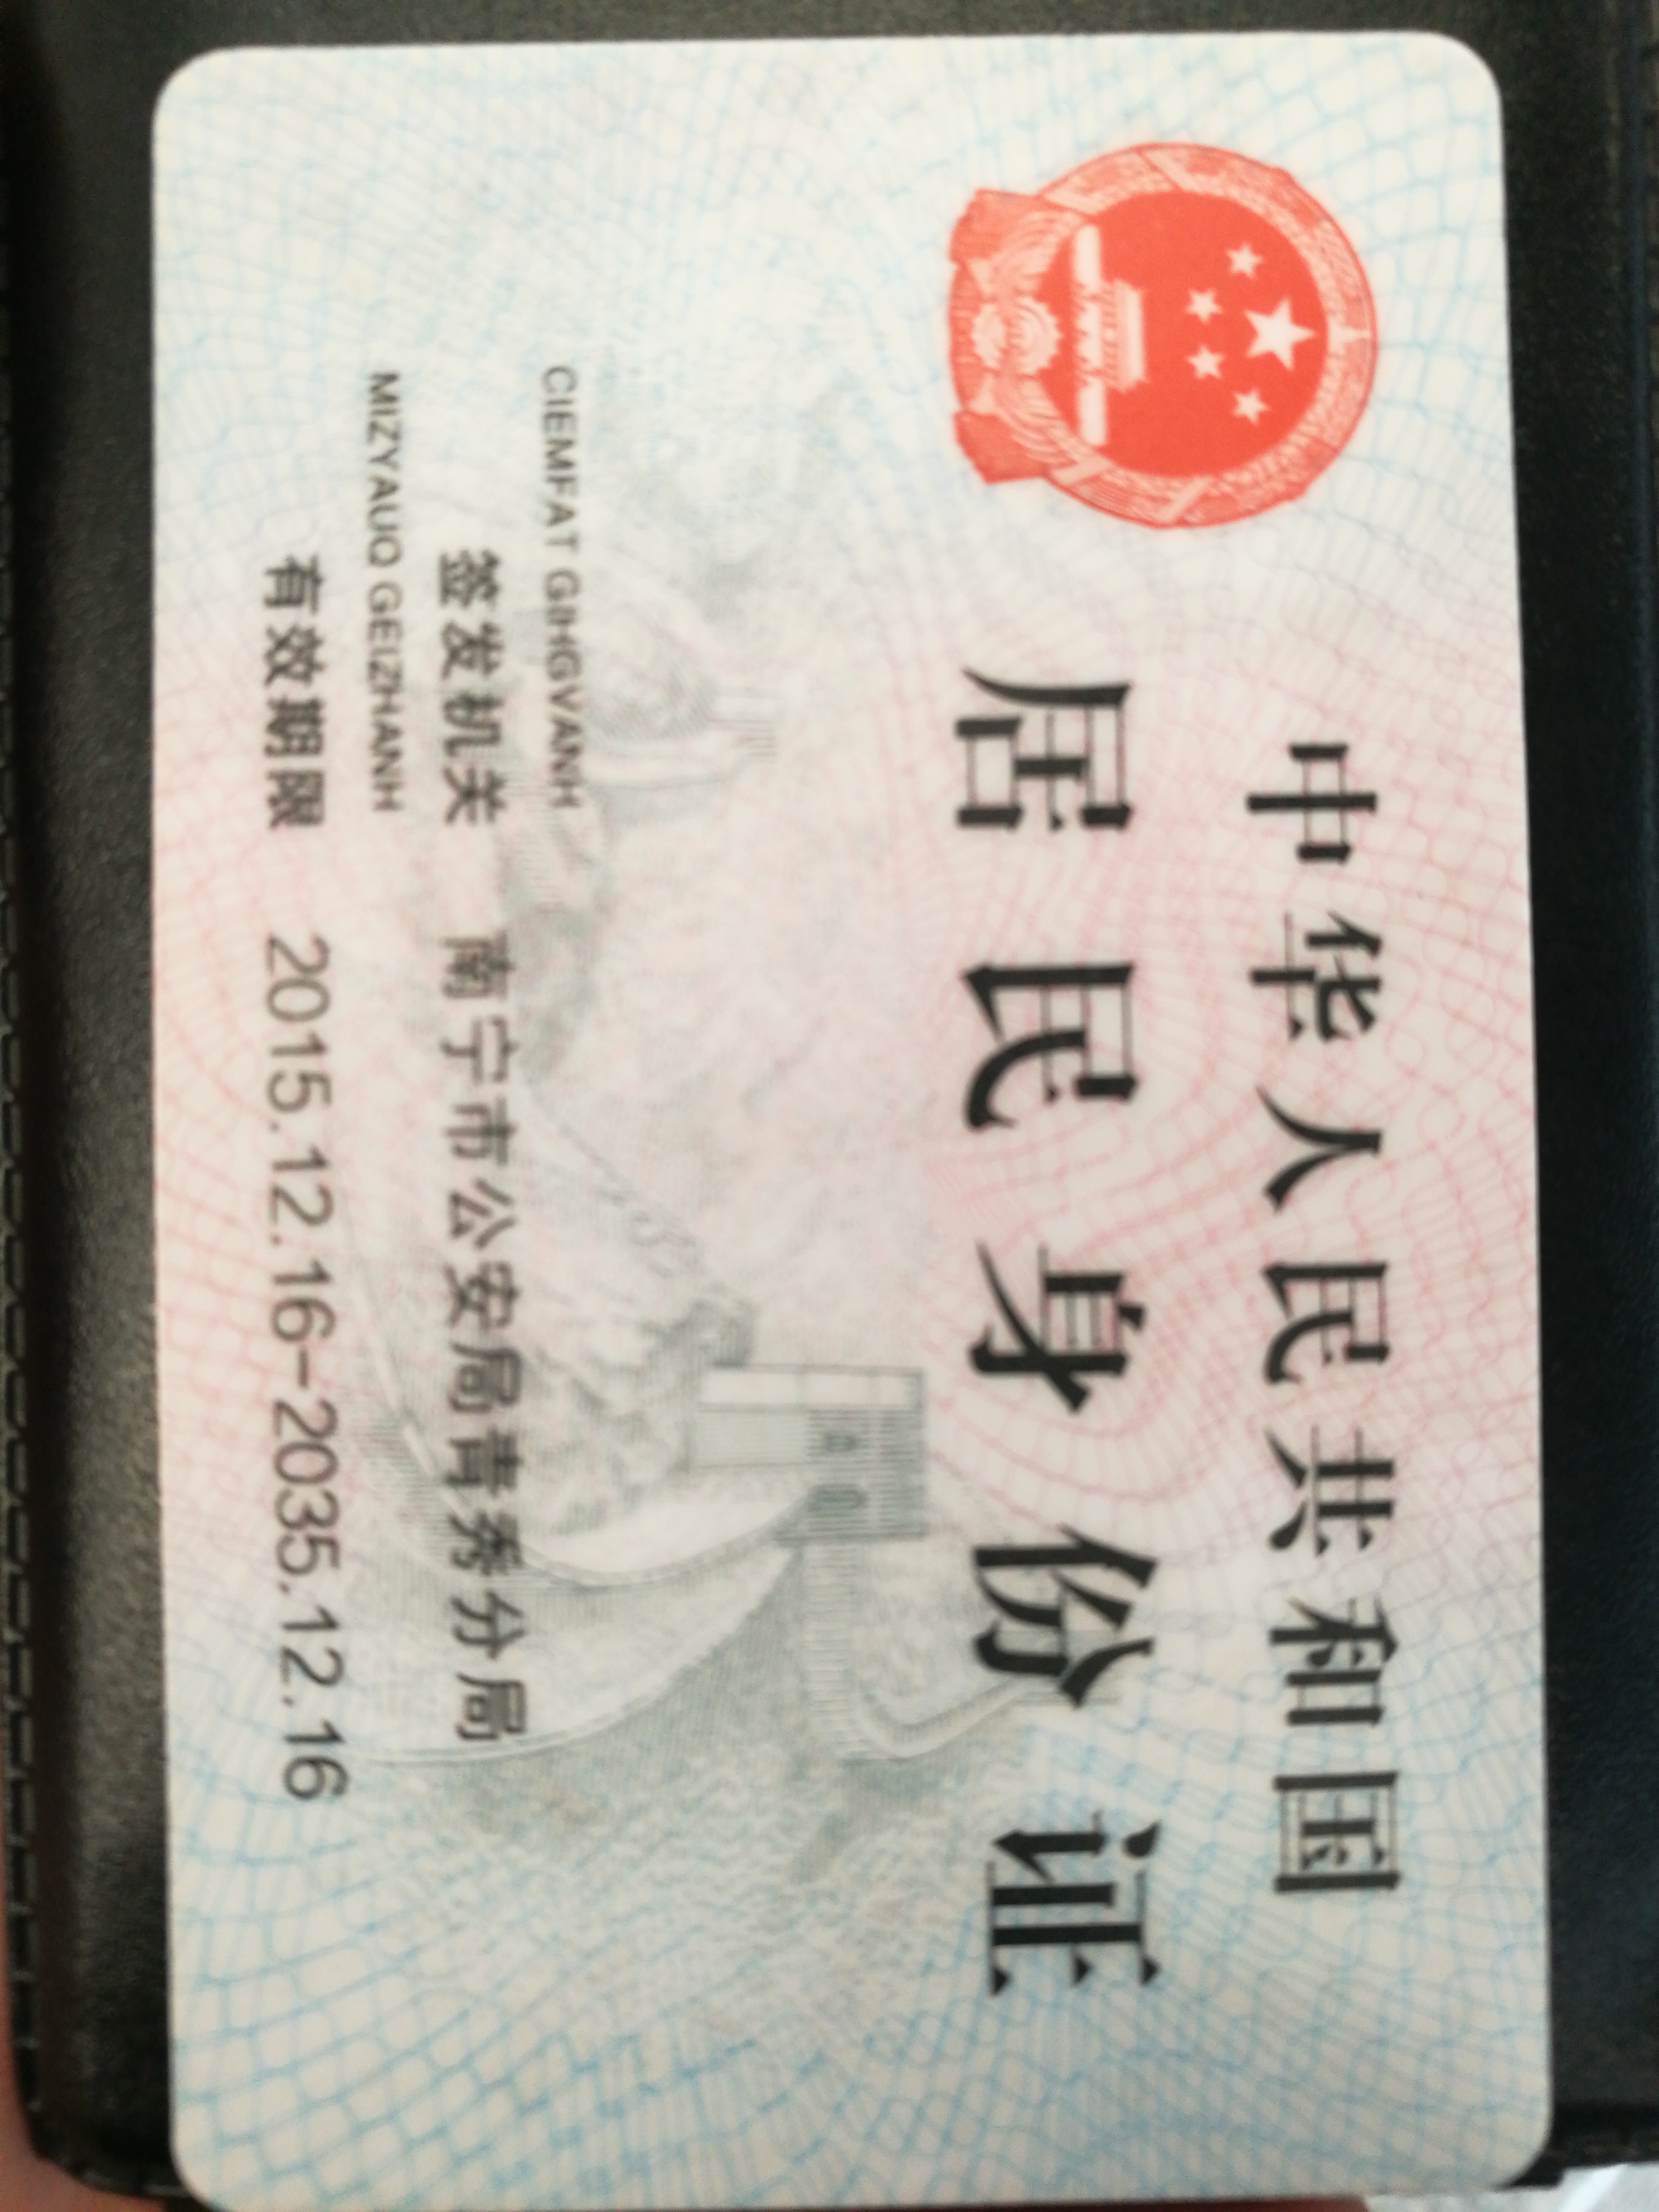 中华人民共和国
居民身份证
CIEMFAT GIHGVANH
签发机关 南宁市公安局青秀分局
MIZYAUQ GEIZHANH
有效期限 2015.12.16-2035.12.16